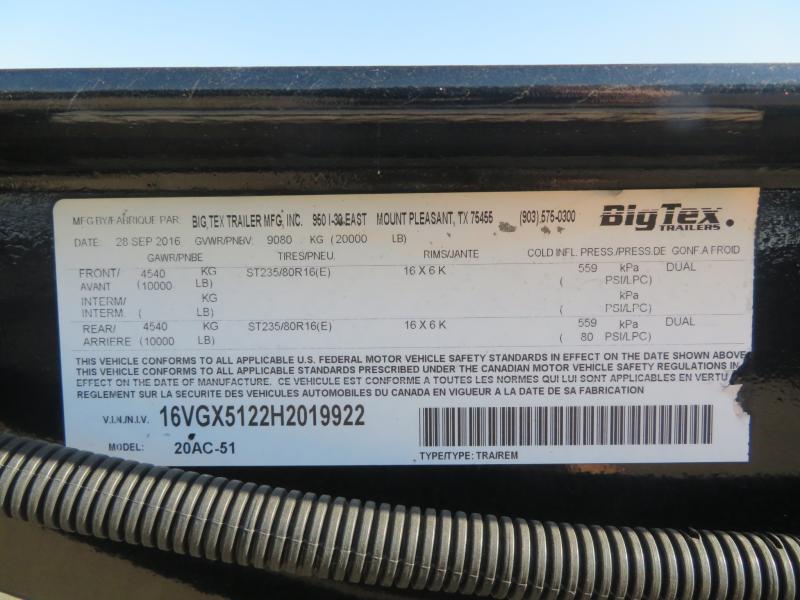 MFG BY/FABRIQUE PAR: BIG TEX TRAILER MFG, INC. 950 I-30 EAST MOUNT PLEASANT, TX 75455 (903) 575-0300 BigTex. TRAILERS
DATE: 28 SEP 2016 GVWR/PNBV: 9080 KG (20000 LB)
GAWR/PNBE TIRES/PNEU. RIMS/JANTE COLD INFL. PRESS./PRESS.DE GONF.A FROID
FRONT/ 4540 KG ST235/80R16(E) 16 X 6 K 559 kPa DUAL
AVANT (10000 LB) ( PSI/LPC)
INTERM/ KG kPa
INTERM. ( LB) ( PSI/LPC)
REAR/ 4540 KG ST235/80R16(E) 16 X 6 K 559 kPa DUAL
ARRIERE (10000 LB) ( 80 PSI/LPC)
THIS VEHICLE CONFORMS TO ALL APPLICABLE U.S. FEDERAL MOTOR VEHICLE SAFETY STANDARDS IN EFFECT ON THE DATE SHOWN ABOVE
THIS VEHICLE CONFORMS TO ALL APPLICABLE STANDARDS PRESCRIBED UNDER THE CANADIAN MOTOR VEHICLE SAFETY REGULATIONS IN
EFFECT ON THE DATE OF MANUFACTURE. CE VEHICULE EST CONFORME A TOUTES LES NORMES QUI LUI SONT APPLICABLES EN VERTU
REGLEMENT SUR LA SECURITE DES VEHICULES AUTOMOBILES DU CANADA EN VIGUEUR A LA DATE DE SA FABRICATION
V.I.N./N.I.V. 16VGX5122H2019922
MODEL: 20AC-51 TYPE/TYPE: TRA/REM